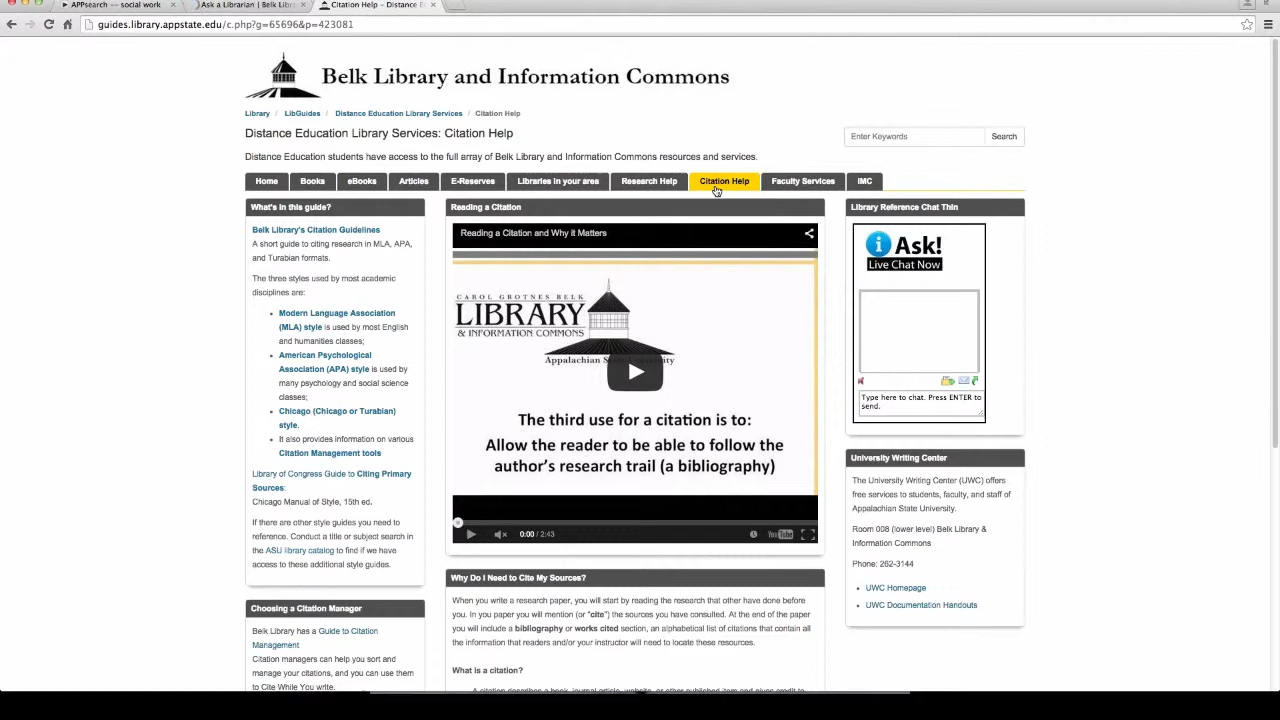 APPsearch -- social work
Ask a Librarian | Belk Libra
Citation Help - Distance E
guides.library.appstate.edu/c.php?g=65696&p=423081
Belk Library and Information Commons
Library / LibGuides / Distance Education Library Services / Citation Help
Distance Education Library Services: Citation Help
Enter Keywords
Search
Distance Education students have access to the full array of Belk Library and Information Commons resources and services.
Home
Books
eBooks
Articles
E-Reserves
Libraries in your area
Research Help
Citation Help
Faculty Services
IMC
What's in this guide?
Belk Library's Citation Guidelines
A short guide to citing research in MLA, APA,
and Turabian formats.
The three styles used by most academic
disciplines are:
Modern Language Association
(MLA) style is used by most English
and humanities classes;
American Psychological
Association (APA) style is used by
many psychology and social science
classes;
Chicago (Chicago or Turabian)
style.
It also provides information on various
Citation Management tools
Library of Congress Guide to Citing Primary
Sources:
Chicago Manual of Style, 15th ed.
If there are other style guides you need to
reference. Conduct a title or subject search in
the ASU library catalog to find if we have
access to these additional style guides.
Choosing a Citation Manager
Belk Library has a Guide to Citation
Management
Citation managers can help you sort and
manage your citations, and you can use them
to Cite While You write.
Reading a Citation
Reading a Citation and Why it Matters
CAROL GROTNES BELK
LIBRARY
& INFORMATION COMMONS
Appalachian State University
The third use for a citation is to:
Allow the reader to be able to follow the
author's research trail (a bibliography)
0:00 / 2:43
YouTube
Why Do I Need to Cite My Sources?
When you write a research paper, you will start by reading the research that other have done before
you. In you paper you will mention (or "cite") the sources you have consulted. At the end of the paper
you will include a bibliography or works cited section, an alphabetical list of citations that contain all
the information that readers and/or your instructor will need to locate these resources.
What is a citation?
A citation describes a book, journal article, website, or other published item and gives credit to
Library Reference Chat Thin
i Ask!
Live Chat Now
Type here to chat. Press ENTER to
send.
University Writing Center
The University Writing Center (UWC) offers
free services to students, faculty, and staff of
Appalachian State University.
Room 008 (lower level) Belk Library &
Information Commons
Phone: 262-3144
UWC Homepage
UWC Documentation Handouts